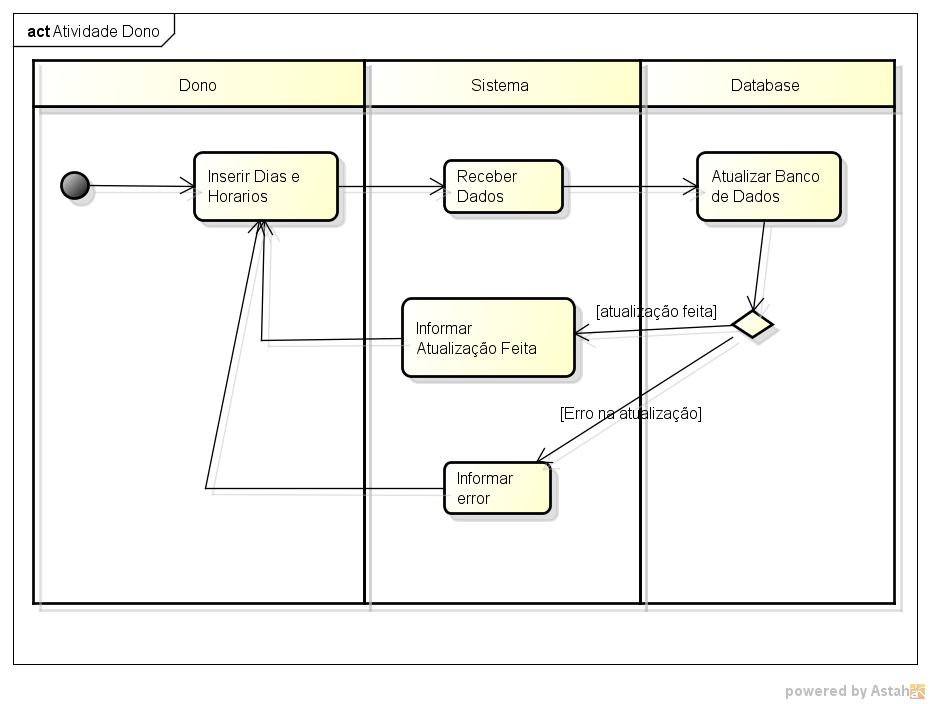 act Atividade Dono
Dono
Sistema
Database
Inserir Dias e
Horarios
Receber
Dados
Atualizar Banco
de Dados
[atualização feita]
Informar
Atualização Feita
[Erro na atualização]
Informar
error
powered by Astah